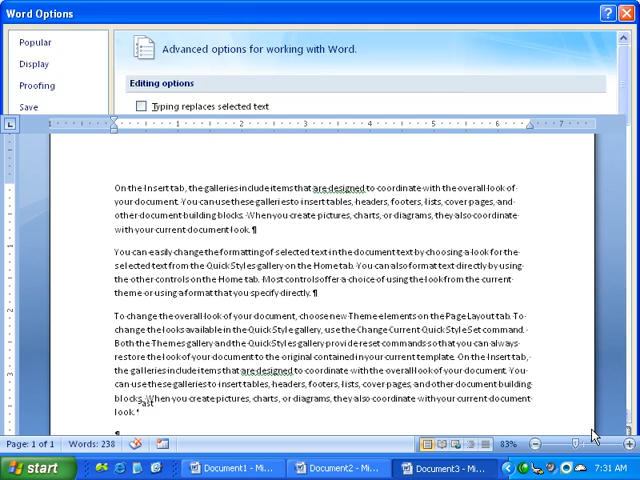 Word Options
Popular
Display
Proofing
Save
Advanced options for working with Word.
Editing options
Typing replaces selected text
1 1 2 3 4 5 6 7
On the Insert tab, the galleries include items that are designed to coordinate with the overall look of
your document. You can use these galleries to insert tables, headers, footers, lists, cover pages, and
other document building blocks. When you create pictures, charts, or diagrams, they also coordinate
with your current document look. ¶
You can easily change the formatting of selected text in the document text by choosing a look for the
selected text from the Quick Styles gallery on the Home tab. You can also format text directly by using
the other controls on the Home tab. Most controls offer a choice of using the look from the current
theme or using a format that you specify directly. ¶
To change the overall look of your document, choose new Theme elements on the Page Layout tab. To
change the looks available in the Quick Style gallery, use the Change Current Quick Style Set command.
Both the Themes gallery and the Quick Styles gallery provide reset commands so that you can always
restore the look of your document to the original contained in your current template. On the Insert tab,
the galleries include items that are designed to coordinate with the overall look of your document. You
can use these galleries to insert tables, headers, footers, lists, cover pages, and other document building
blocks. When you create pictures, charts, or diagrams, they also coordinate with your current document
look.
¶
Page: 1 of 1 Words: 238 83%
start Document1 - Mi... Document2 - Mi... Document3 - Mi... 7:31 AM